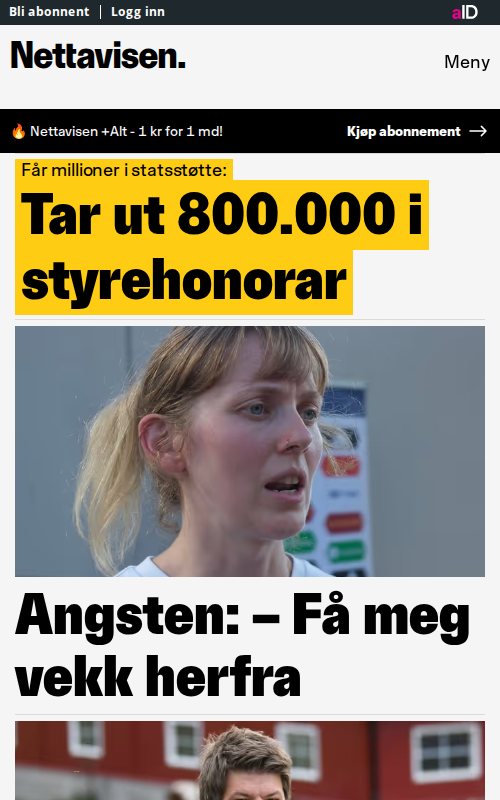 Bli abonnent | Logg inn
aID
Nettavisen.
Meny
🔥 Nettavisen +Alt - 1 kr for 1 md!
Kjøp abonnement →
Får millioner i statsstøtte:
Tar ut 800.000 i
styrehonorar
Angsten: – Få meg
vekk herfra